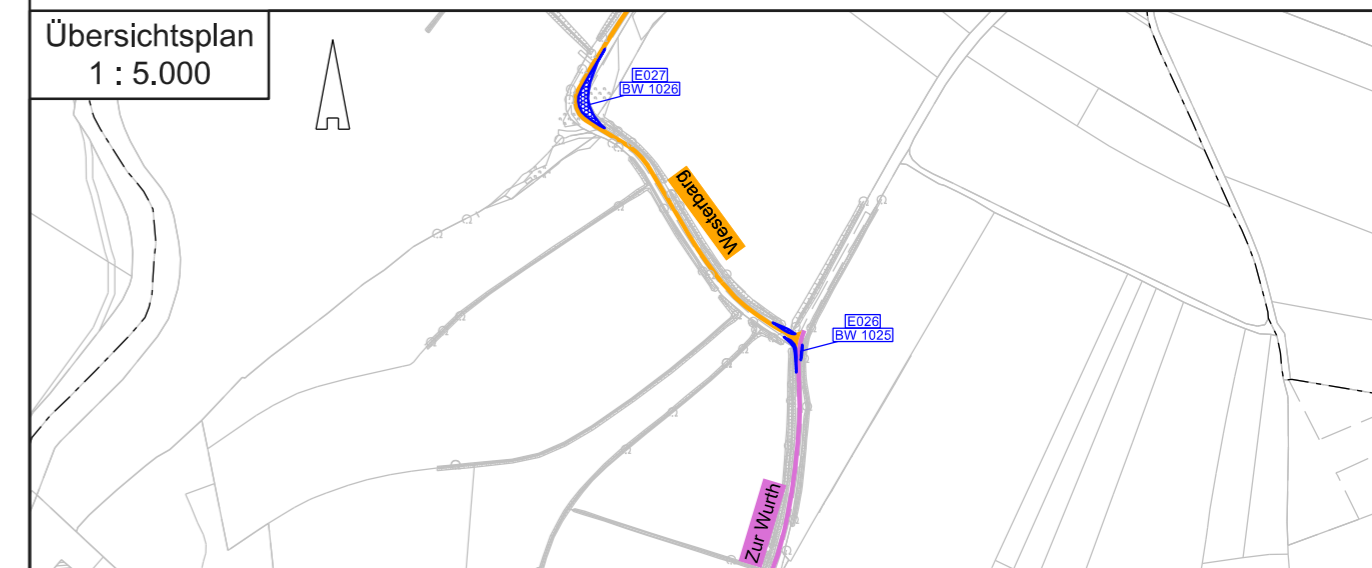 Übersichtsplan
1 : 5.000
E027
BW 1026
Westerbarg
E026
BW 1025
Zur Wurth